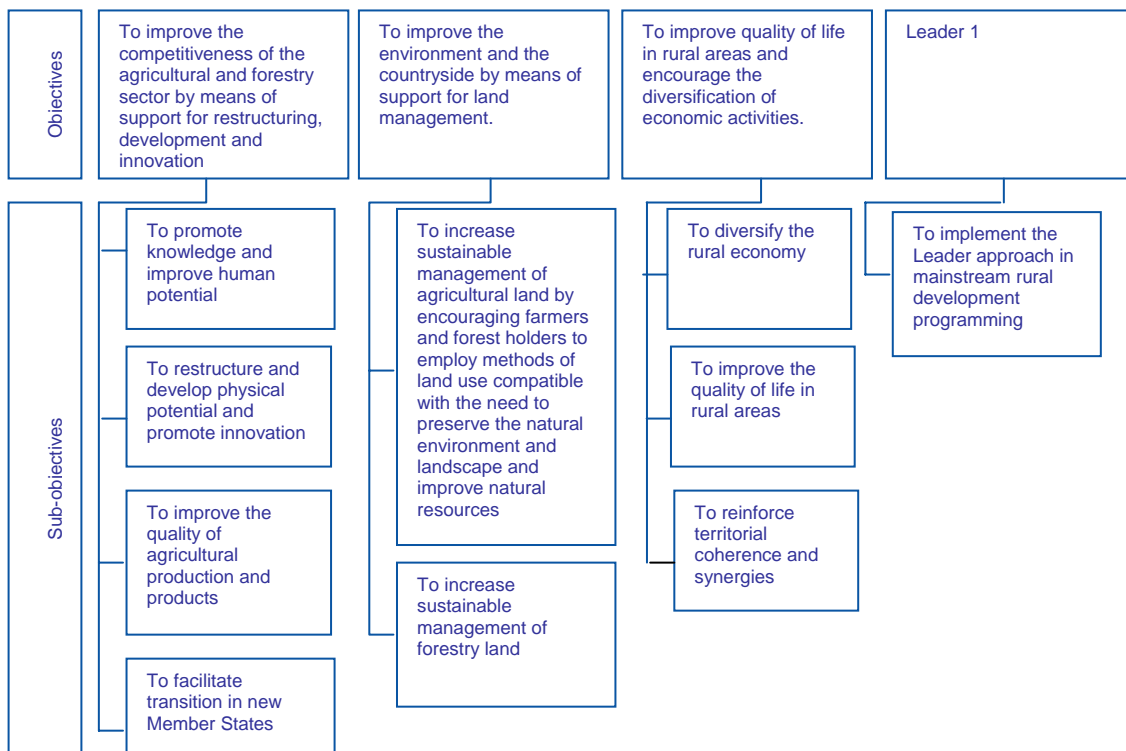 Objectives
To improve the
competitiveness of the
agricultural and forestry
sector by means of
support for restructuring,
development and
innovation
To improve the
environment and the
countryside by means of
support for land
management.
To improve quality of life
in rural areas and
encourage the
diversification of
economic activities.
Leader 1
Sub-objectives
To promote
knowledge and
improve human
potential
To restructure and
develop physical
potential and
promote innovation
To improve the
quality of
agricultural
production and
products
To facilitate
transition in new
Member States
To increase
sustainable
management of
agricultural land by
encouraging farmers
and forest holders to
employ methods of
land use compatible
with the need to
preserve the natural
environment and
landscape and
improve natural
resources
To increase
sustainable
management of
forestry land
To diversify the
rural economy
To improve the
quality of life in
rural areas
To reinforce
territorial
coherence and
synergies
To implement the
Leader approach in
mainstream rural
development
programming